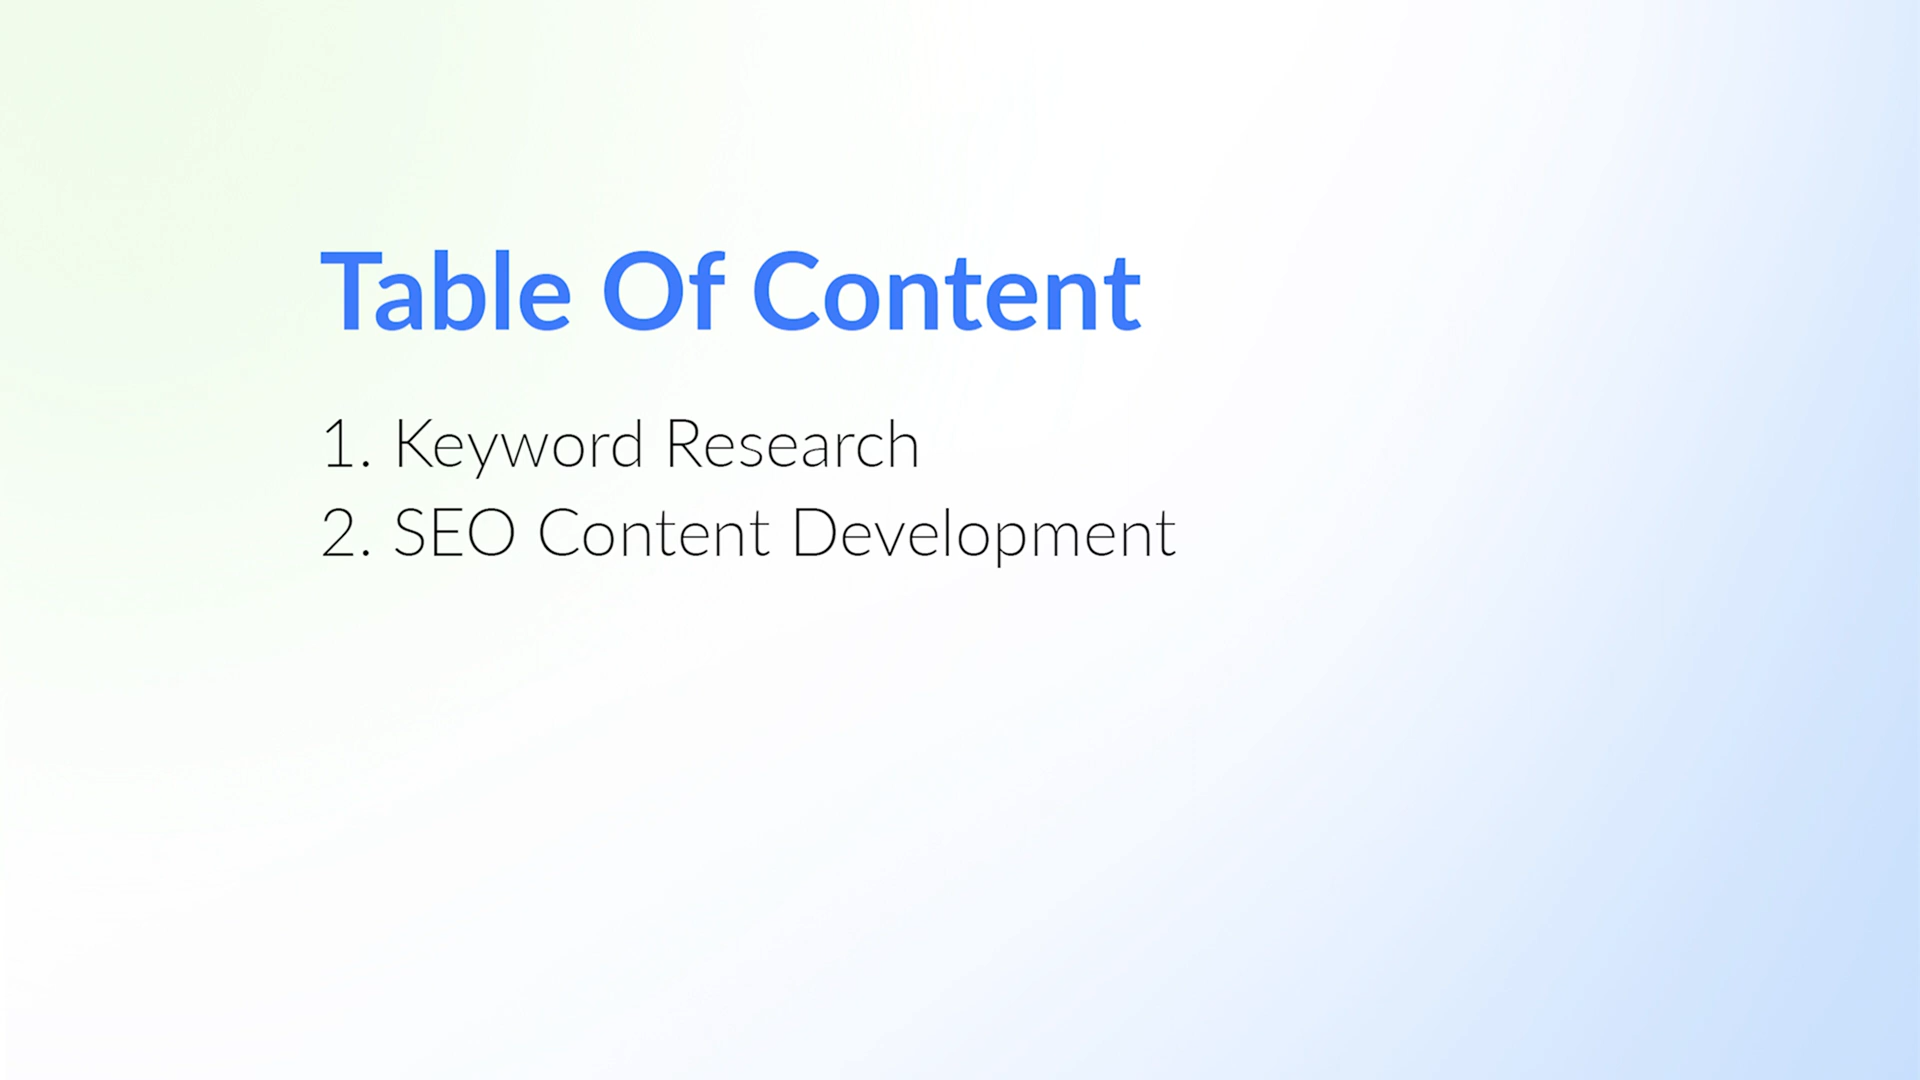 Table Of Content
1. Keyword Research
2. SEO Content Development